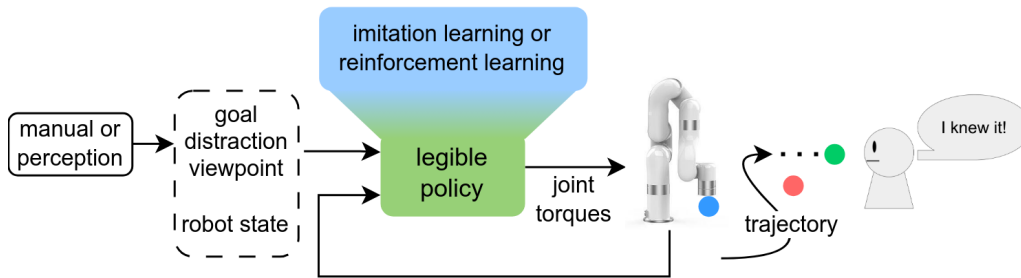 imitation learning or
reinforcement learning
manual or
perception
goal
distraction
viewpoint
robot state
legible
policy
joint
torques
trajectory
I knew it!